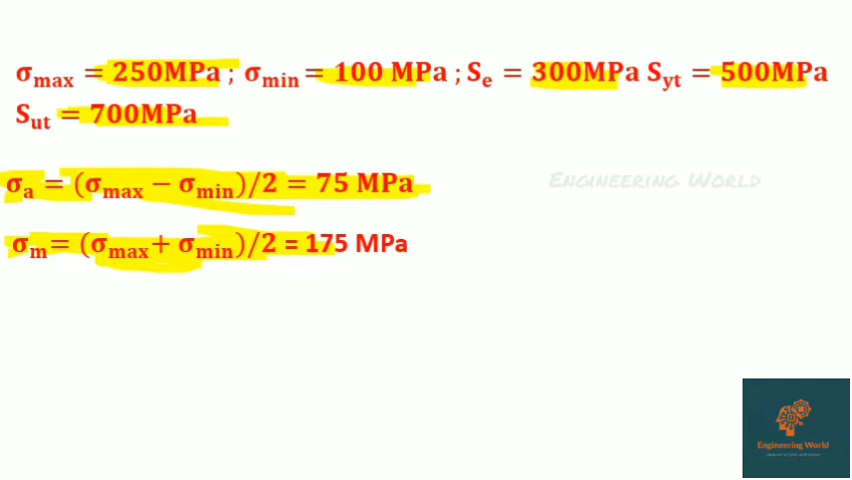 σmax = 250MPa ; σmin = 100 MPa ; Se = 300MPa Syt = 500MPa
Sut = 700MPa
σa = (σmax − σmin)/2 = 75 MPa
Engineering World
σm= (σmax+ σmin)/2 = 175 MPa
Engineering World